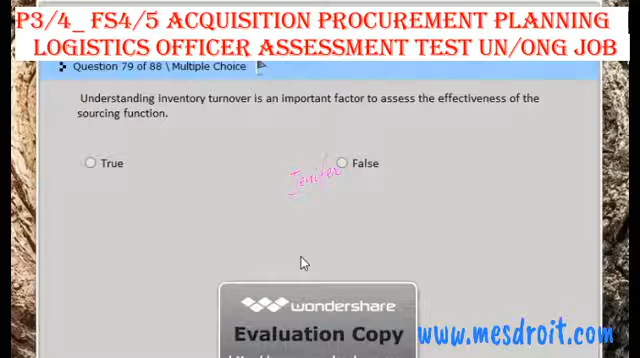 P3/4_ FS4/5 ACQUISITION PROCUREMENT PLANNING
LOGISTICS OFFICER ASSESSMENT TEST UN/ONG JOB
Question 79 of 88 \ Multiple Choice
Understanding inventory turnover is an important factor to assess the effectiveness of the
sourcing function.
True
False
Jenifer
wondershare
Evaluation Copy
www.mesdroit.com